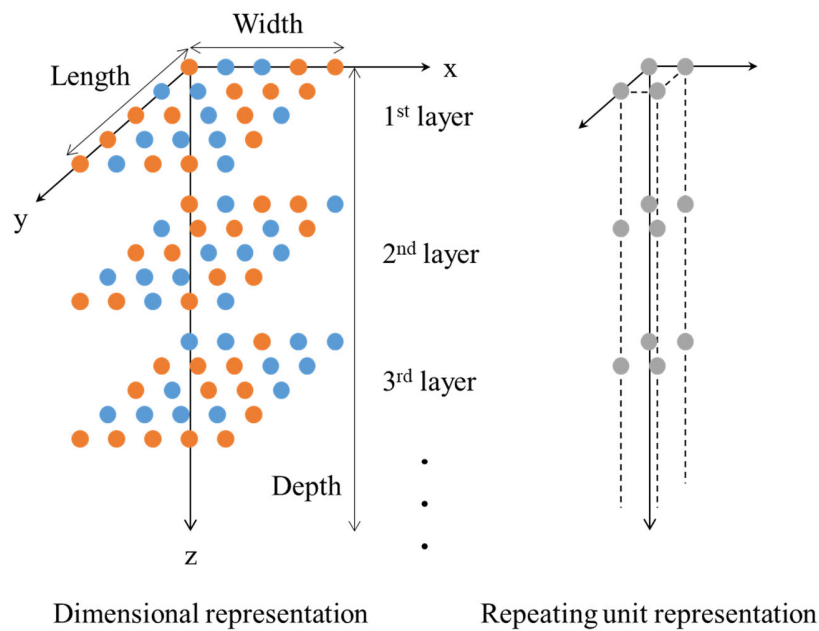 Width
x
Length
1st layer
y
2nd layer
3rd layer
Depth
z
Dimensional representation
Repeating unit representation